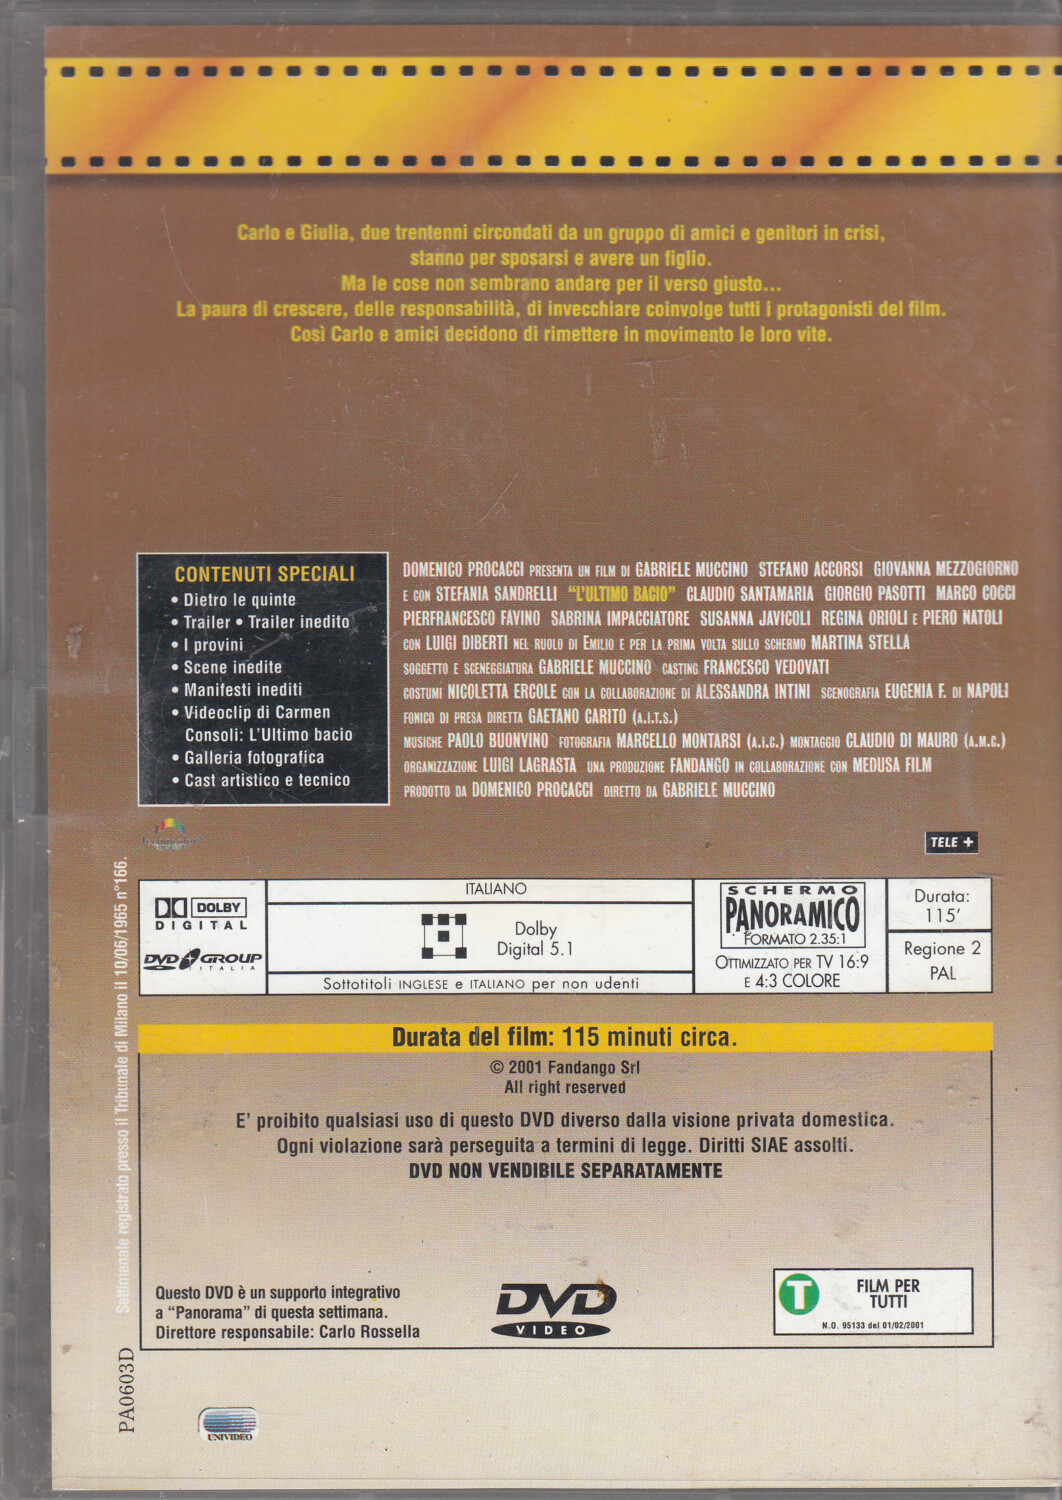 Carlo e Giulia, due trentenni circondati da un gruppo di amici e genitori in crisi,
stanno per sposarsi e avere un figlio.
Ma le cose non sembrano andare per il verso giusto...
La paura di crescere, delle responsabilità, di invecchiare coinvolge tutti i protagonisti del film.
Così Carlo e amici decidono di rimettere in movimento le loro vite.
CONTENUTI SPECIALI
• Dietro le quinte
• Trailer • Trailer inedito
• I provini
• Scene inedite
• Manifesti inediti
• Videoclip di Carmen
Consoli: L'Ultimo bacio
• Galleria fotografica
• Cast artistico e tecnico
DOMENICO PROCACCI PRESENTA UN FILM DI GABRIELE MUCCINO STEFANO ACCORSI GIOVANNA MEZZOGIORNO
E CON STEFANIA SANDRELLI "L'ULTIMO BACIO" CLAUDIO SANTAMARIA GIORGIO PASOTTI MARCO COCCI
PIERFRANCESCO FAVINO SABRINA IMPACCIATORE SUSANNA JAVICOLI REGINA ORIOLI E PIERO NATOLI
CON LUIGI DIBERTI NEL RUOLO DI EMILIO E PER LA PRIMA VOLTA SULLO SCHERMO MARTINA STELLA
SOGGETTO E SCENEGGIATURA GABRIELE MUCCINO CASTING FRANCESCO VEDOVATI
COSTUMI NICOLETTA ERCOLE CON LA COLLABORAZIONE DI ALESSANDRA INTINI SCENOGRAFIA EUGENIA F. DI NAPOLI
FONICO DI PRESA DIRETTA GAETANO CARITO (A.I.T.S.)
MUSICHE PAOLO BUONVINO FOTOGRAFIA MARCELLO MONTARSI (A.I.C.) MONTAGGIO CLAUDIO DI MAURO (A.M.C.)
ORGANIZZAZIONE LUIGI LAGRASTA UNA PRODUZIONE FANDANGO IN COLLABORAZIONE CON MEDUSA FILM
PRODOTTO DA DOMENICO PROCACCI DIRETTO DA GABRIELE MUCCINO
TELE +
DOLBY
DIGITAL
DVD GROUP
ITALIA
ITALIANO
Dolby
Digital 5.1
Sottotitoli INGLESE e ITALIANO per non udenti
SCHERMO
PANORAMICO
FORMATO 2.35:1
OTTIMIZZATO PER TV 16:9
E 4:3 COLORE
Durata:
115'
Regione 2
PAL
Durata del film: 115 minuti circa.
© 2001 Fandango Srl
All right reserved
E' proibito qualsiasi uso di questo DVD diverso dalla visione privata domestica.
Ogni violazione sarà perseguita a termini di legge. Diritti SIAE assolti.
DVD NON VENDIBILE SEPARATAMENTE
Questo DVD è un supporto integrativo
a "Panorama" di questa settimana.
Direttore responsabile: Carlo Rossella
DVD
VIDEO
T
FILM PER
TUTTI
N.O. 95133 del 01/02/2001
Settimanale registrato presso il Tribunale di Milano il 10/06/1965 n°166.
PA0603D
UNIVIDEO